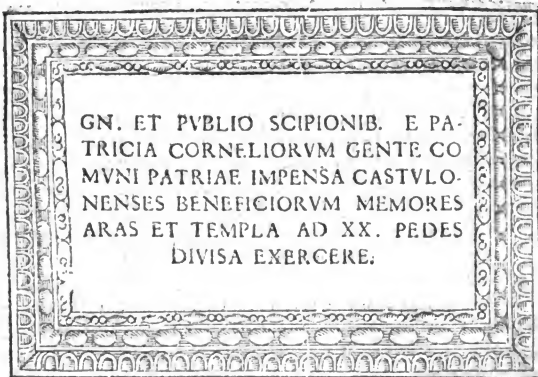 GN. ET PVBLIO SCIPIONIB. E PA-
TRICIA CORNELIORVM GENTE CO
MVNI PATRIAE IMPENSA CASTVLO-
NENSES BENEFICIORVM MEMORES
ARAS ET TEMPLA AD XX. PEDES
DIVISA EXERCERE.